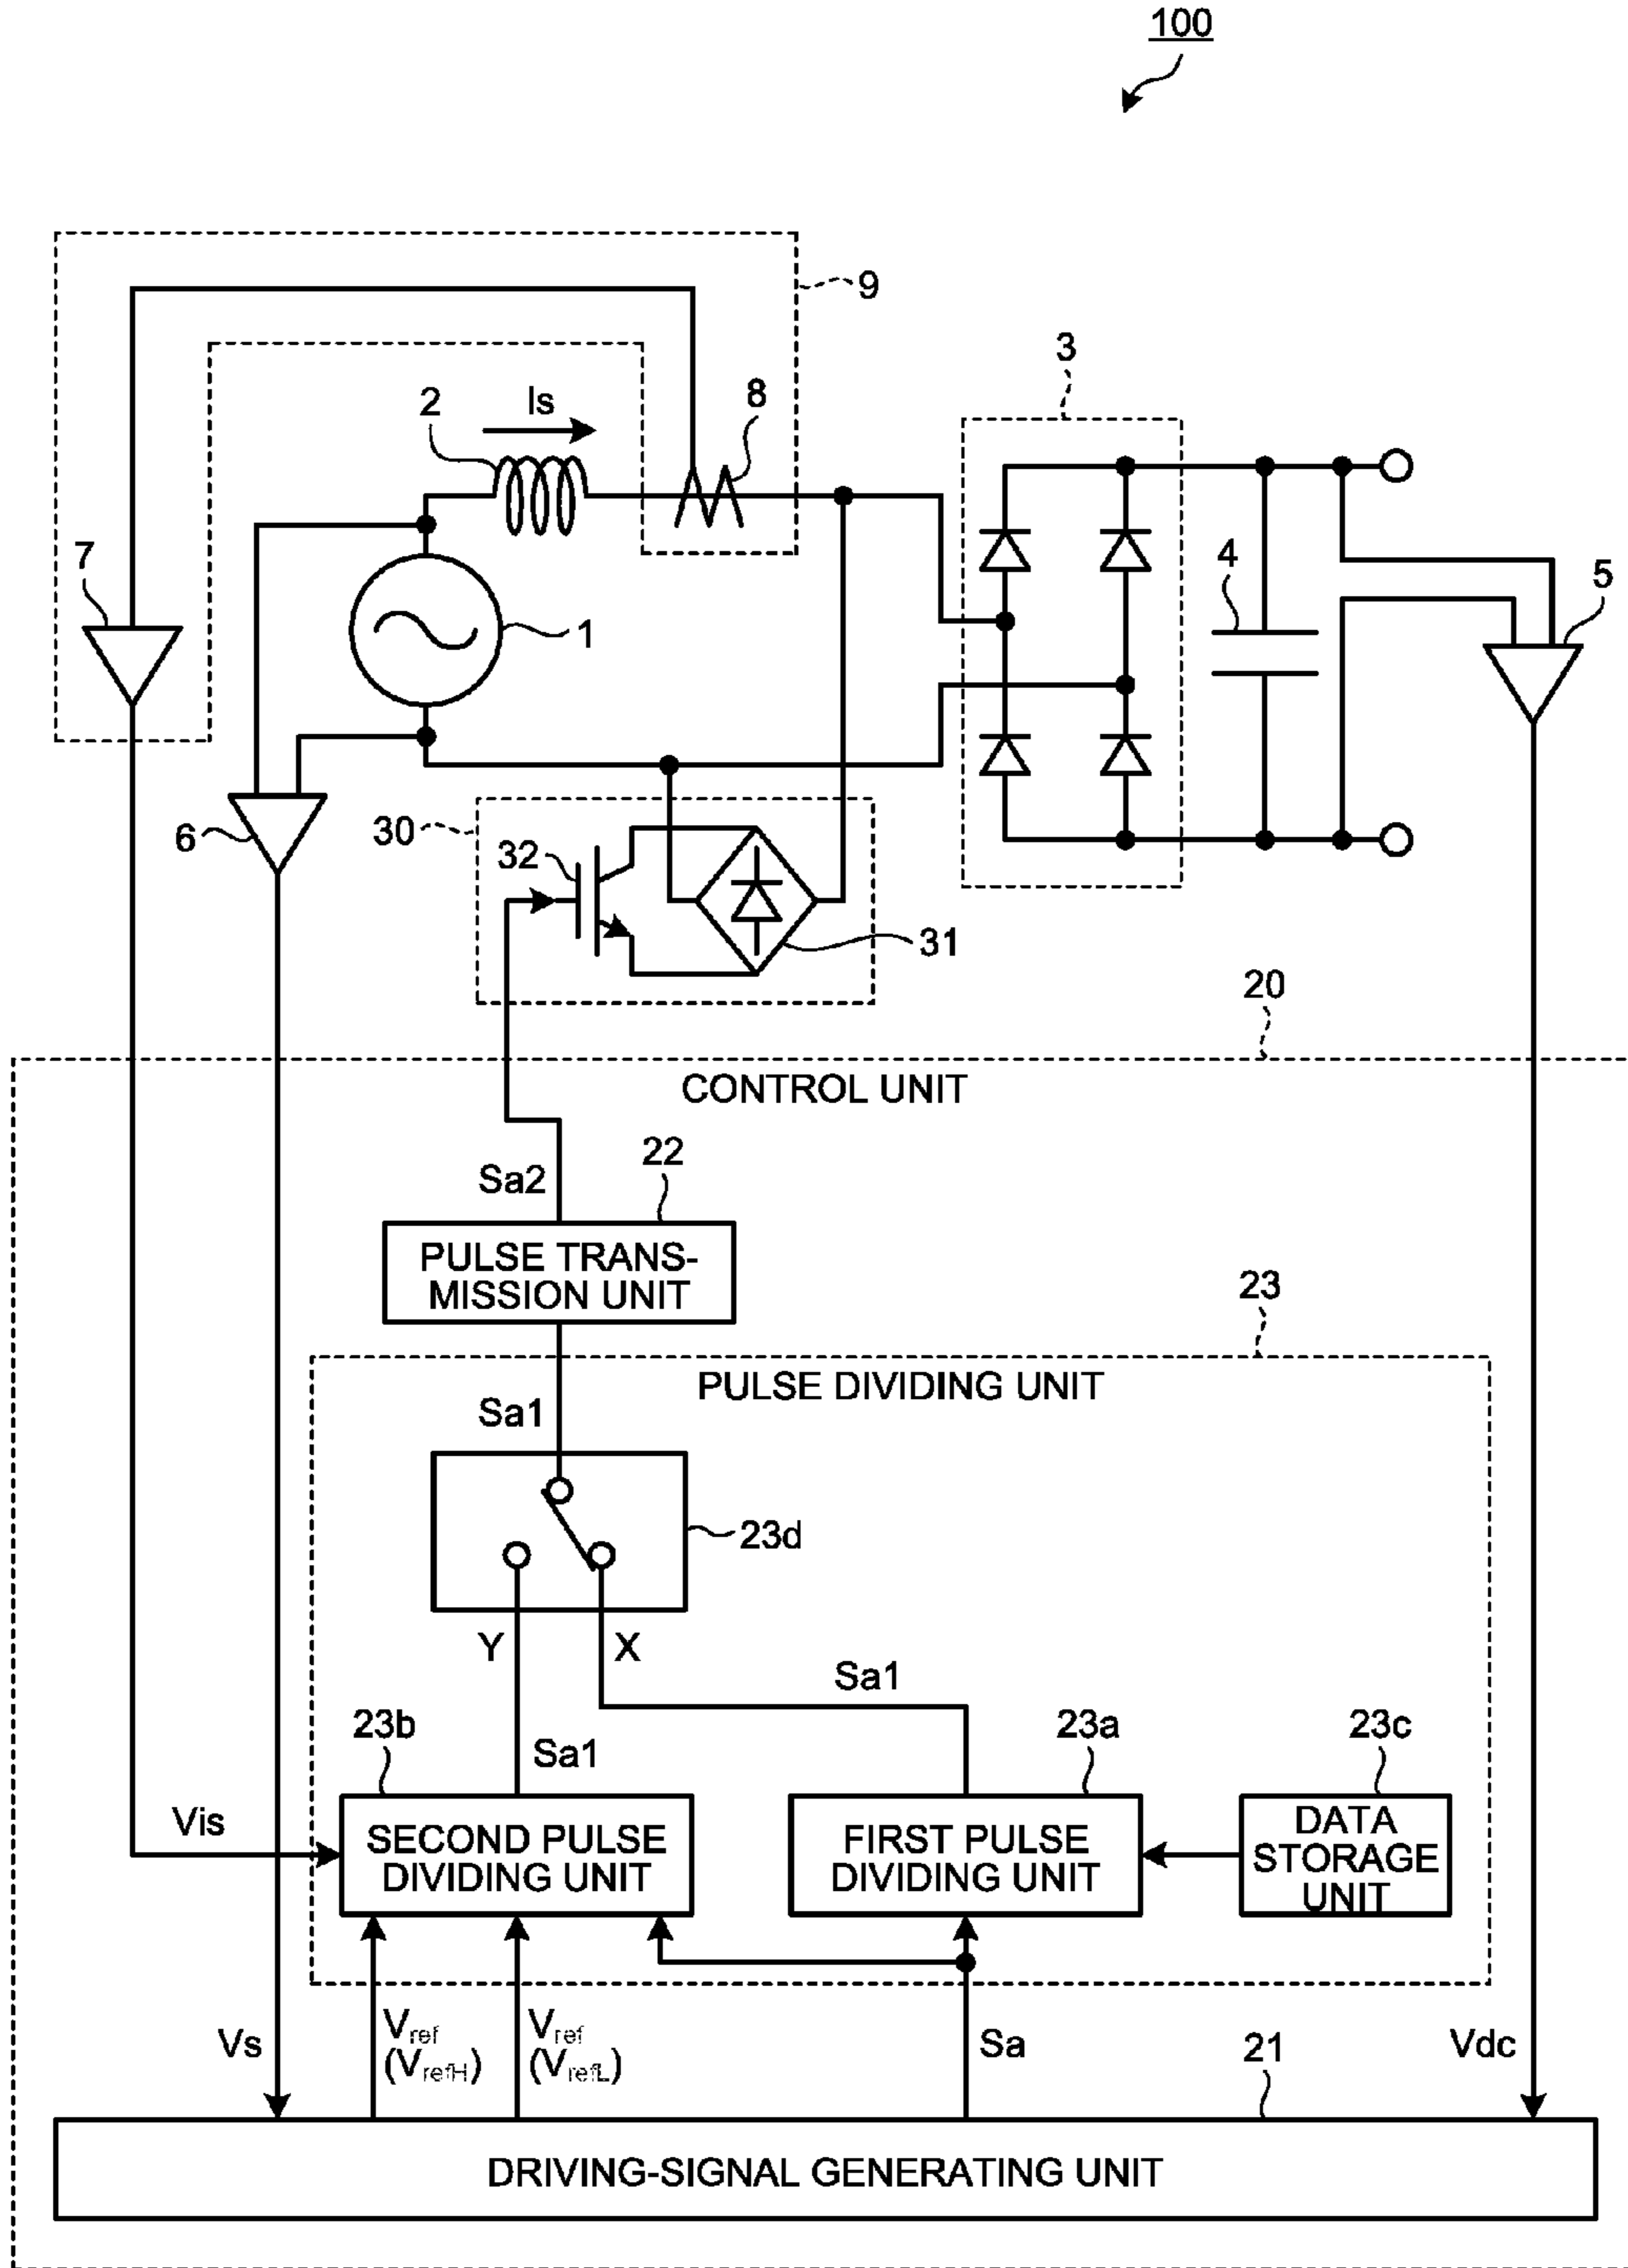 100
9
3
2
Is
8
7
4
5
1
6
30
32
31
20
CONTROL UNIT
22
Sa2
PULSE TRANS-
MISSION UNIT
23
PULSE DIVIDING UNIT
Sa1
23d
Y
X
Sa1
23b
23a
23c
Sa1
Vis
SECOND PULSE
DIVIDING UNIT
FIRST PULSE
DIVIDING UNIT
DATA
STORAGE
UNIT
Vs
Vref
(VrefH)
Vref
(VrefL)
Sa
21
Vdc
DRIVING-SIGNAL GENERATING UNIT